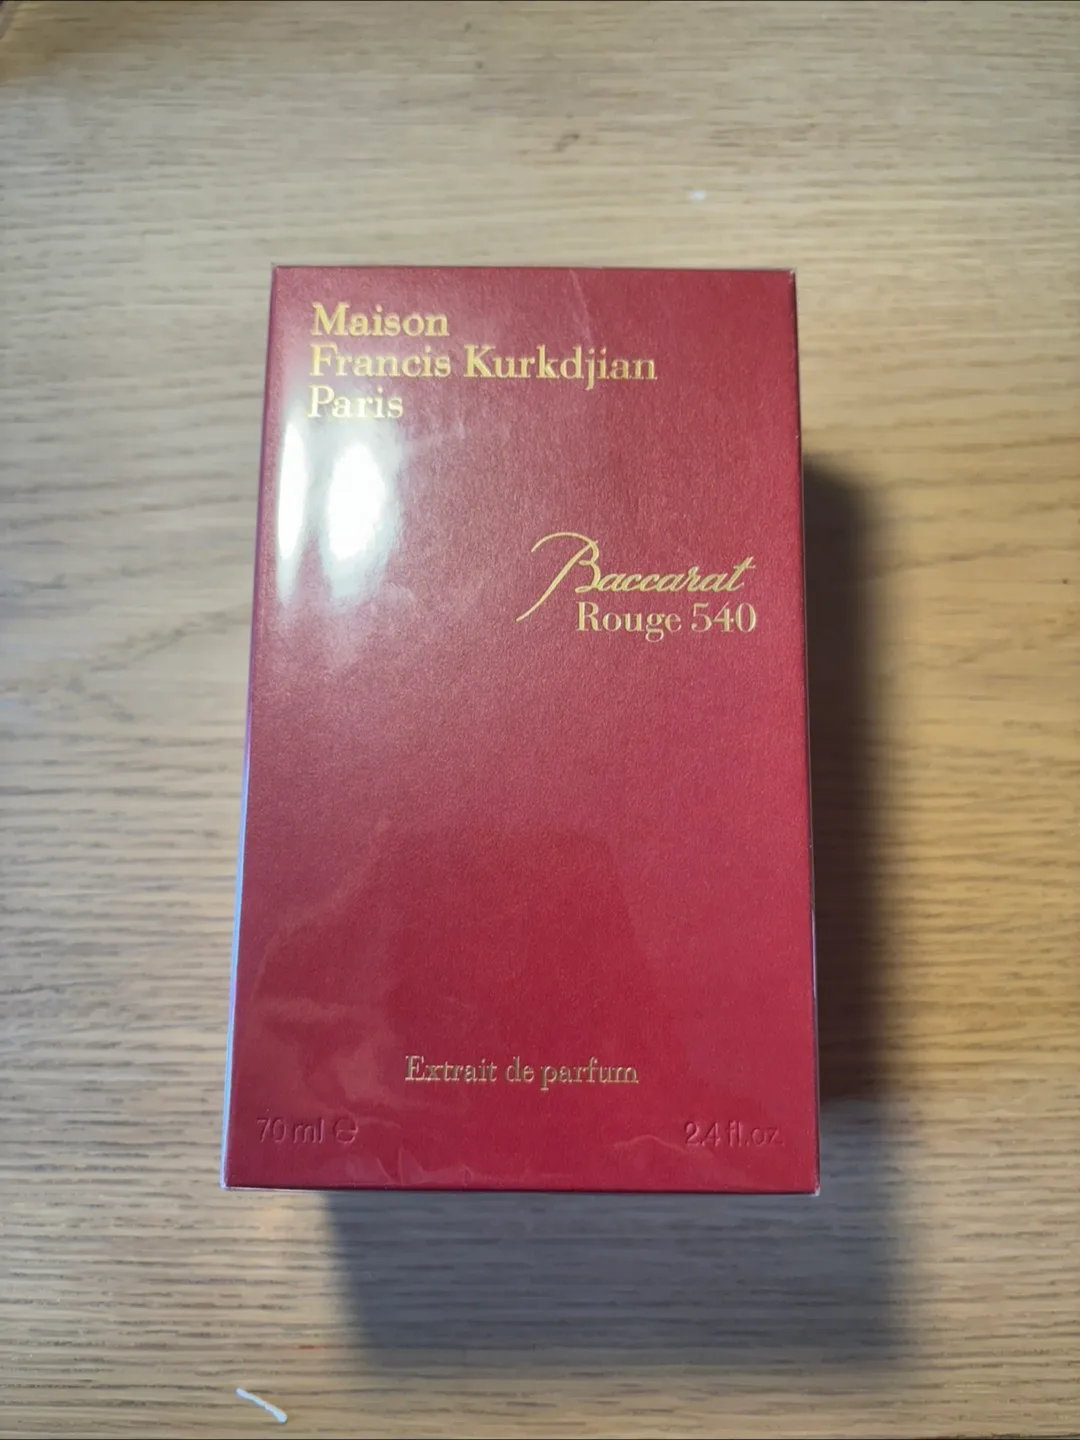 Maison
Francis Kurkdjian
Paris
Baccarat
Rouge 540
Extrait de parfum
70 ml ℮
2.4 fl.oz.